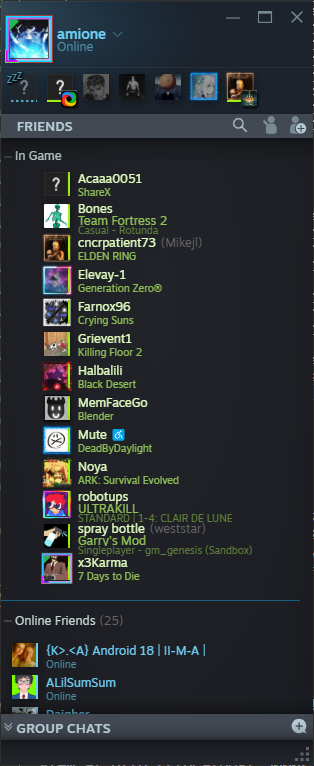 amione
Online
zzz
?
?
FRIENDS
In Game
?
Acaaa0051
ShareX
Bones
Team Fortress 2
Casual - Rotunda
cncrpatient73 (Mikejl)
ELDEN RING
Elevay-1
Generation Zero®
Farnox96
Crying Suns
Grievent1
Killing Floor 2
Halbalili
Black Desert
MemFaceGo
Blender
Mute
DeadByDaylight
Noya
ARK: Survival Evolved
robotups
ULTRAKILL
STANDARD | 1-4: CLAIR DE LUNE
spray bottle (weststar)
Garry's Mod
Singleplayer - gm_genesis (Sandbox)
x3Karma
7 Days to Die
Online Friends (25)
{K>.<A} Android 18 | II-M-A |
Online
ALilSumSum
Online
GROUP CHATS